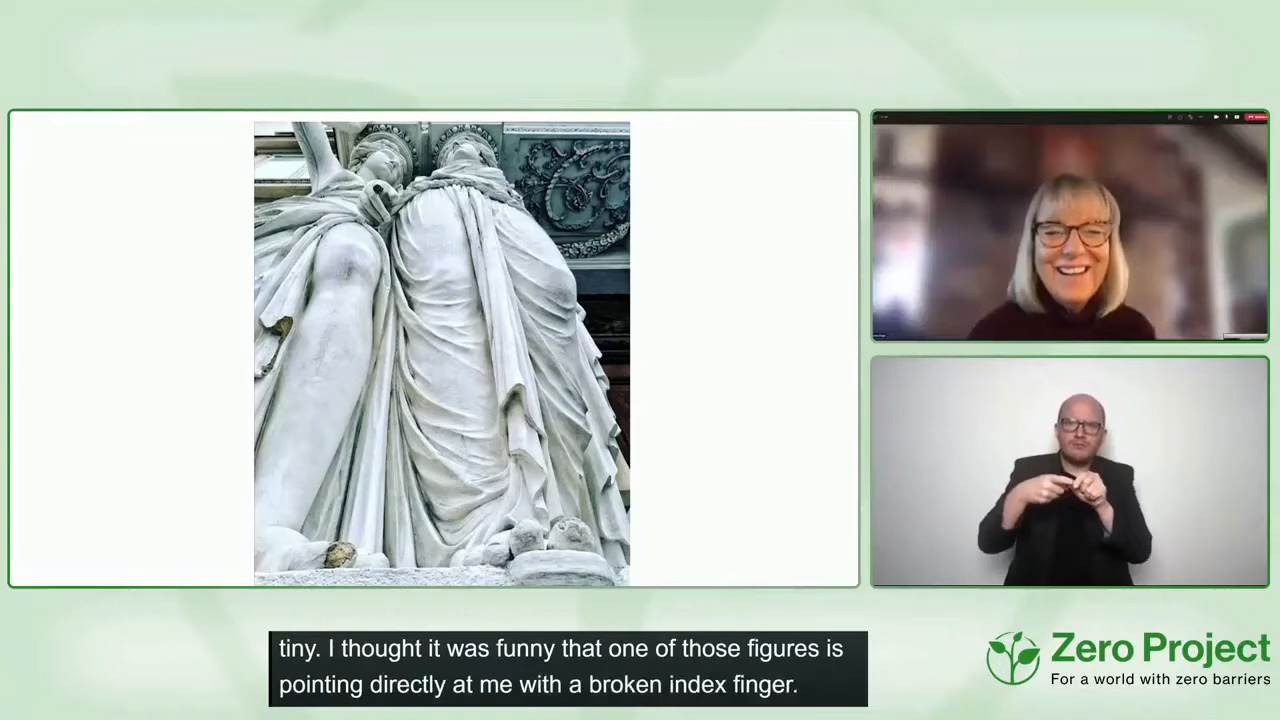 tiny. I thought it was funny that one of those figures is
pointing directly at me with a broken index finger.
Zero Project
For a world with zero barriers